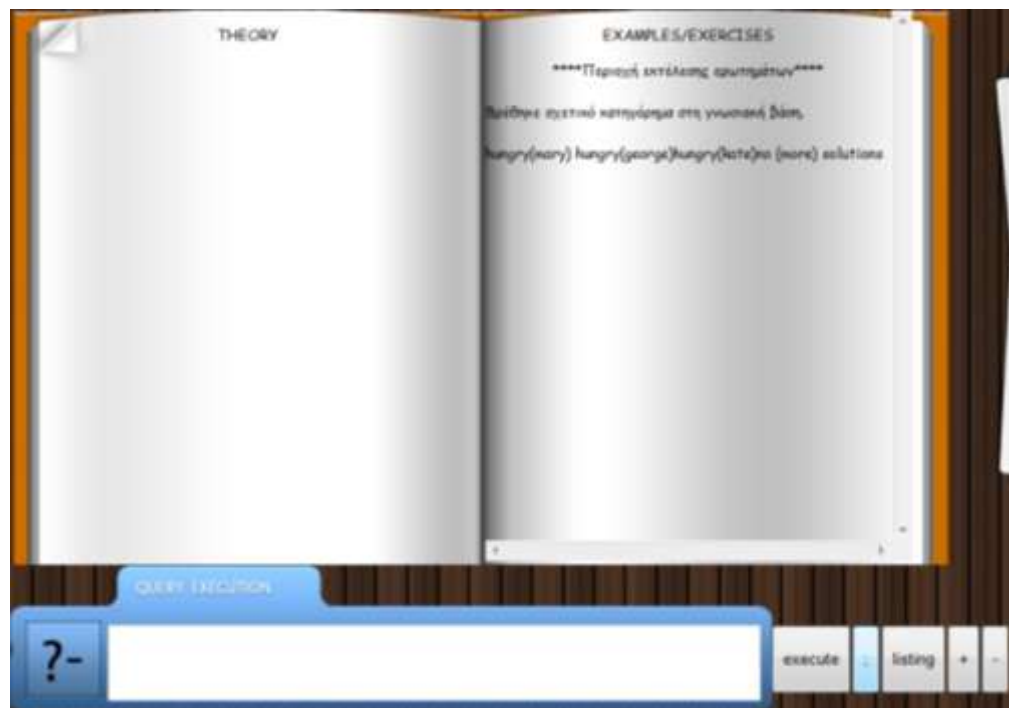 THEORY
EXAMPLES/EXERCISES
****Περιοχή εκτέλεσης ερωτημάτων****
Βρέθηκε σχετικό κατηγόρημα στη γνωσιακή βάση.
hungry(mary) hungry(george)hungry(kate)no (more) solutions
QUERY EXECUTION
?-
execute
;
listing
+
-